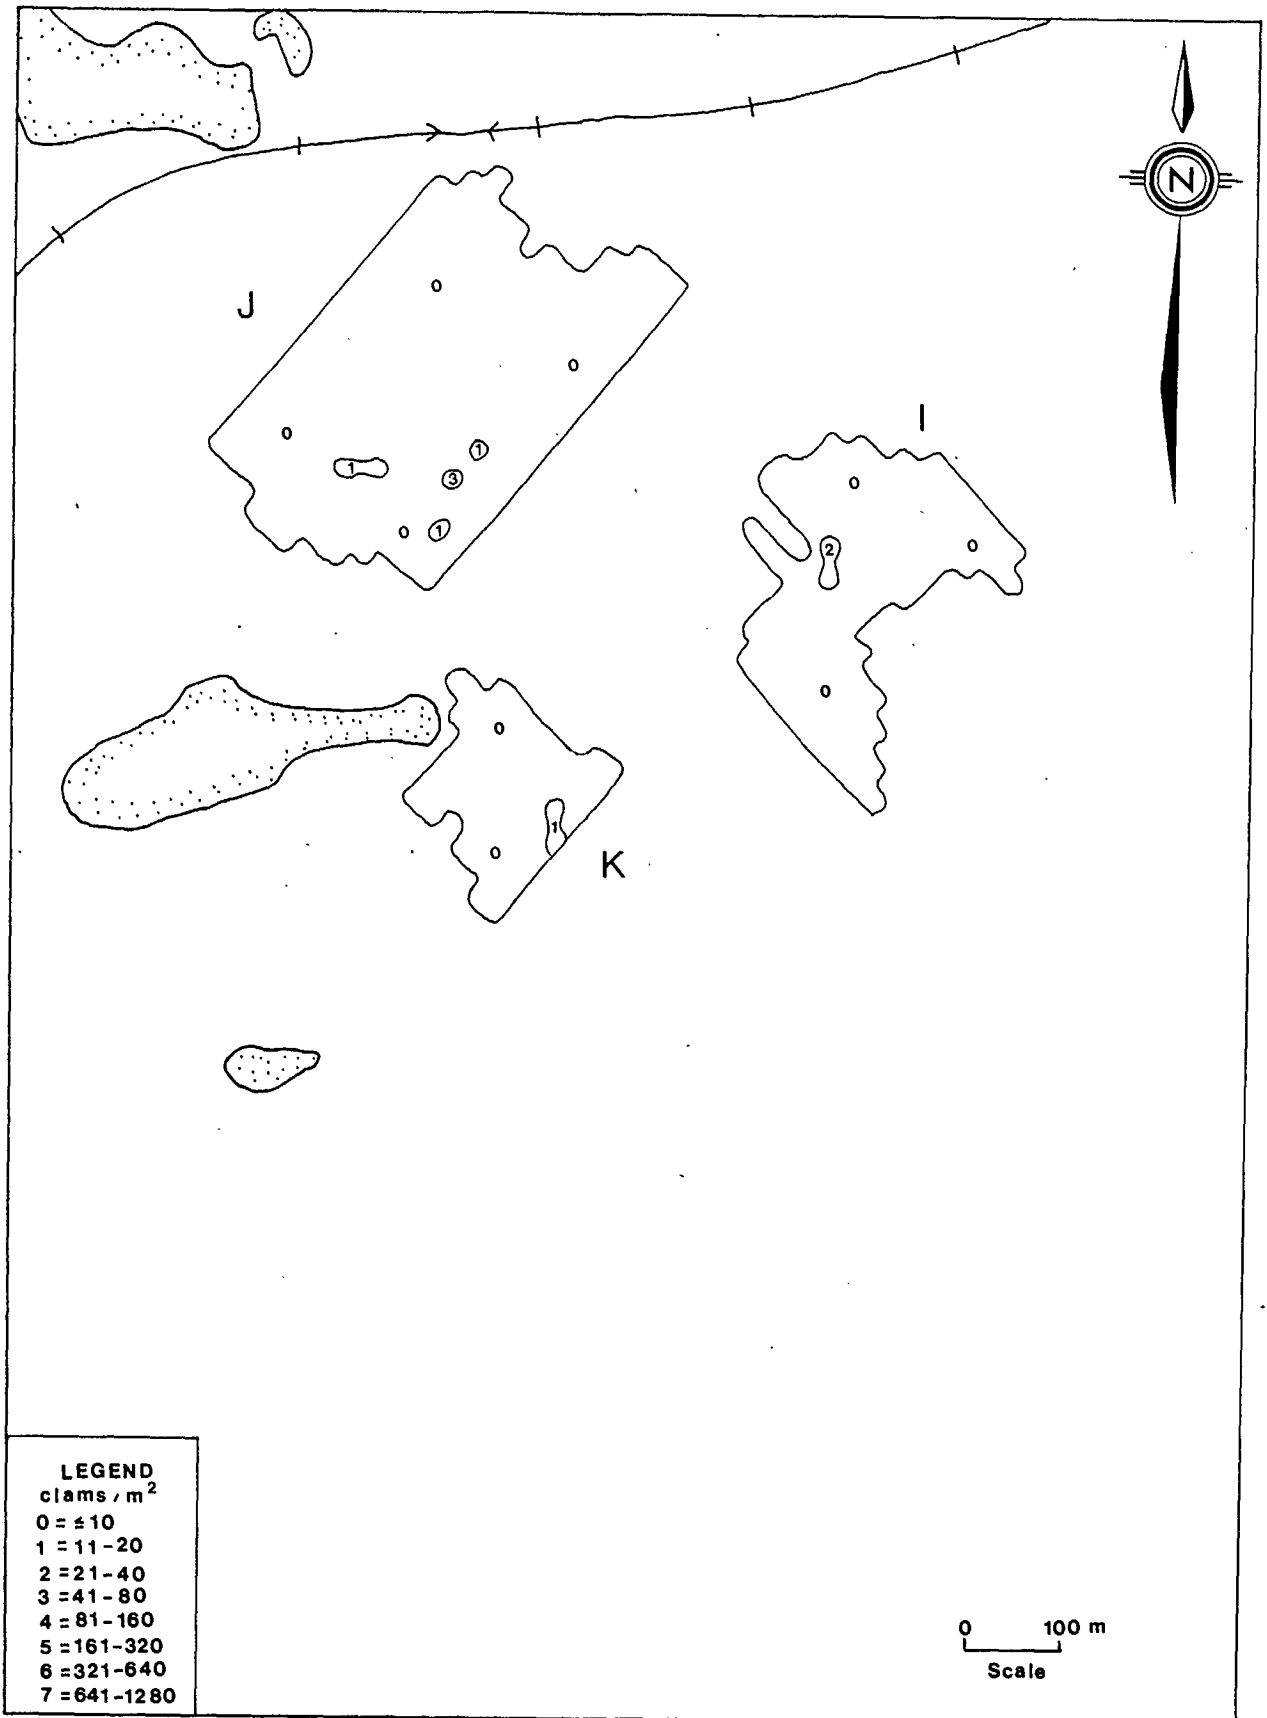 N
J
0
0
I
0
1
1
3
0
0
1
2
0
0
0
1
0
K
LEGEND
clams/m²
0 = ≤10
1 = 11-20
2 = 21-40
3 = 41-80
4 = 81-160
5 = 161-320
6 = 321-640
7 = 641-1280
0 100 m
Scale